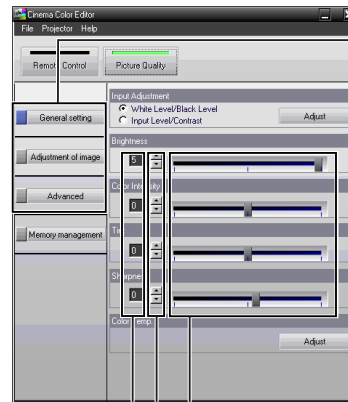 Cinema Color Editor
File Projector Help
Remote Control
Picture Quality
Input Adjustment
White Level/Black Level
Input Level/Contrast
Adjust
General setting
Brightness
5
Adjustment of image
Color Intensity
0
Advanced
Tint
0
Memory management
Sharpness
0
Color Temp.
Adjust